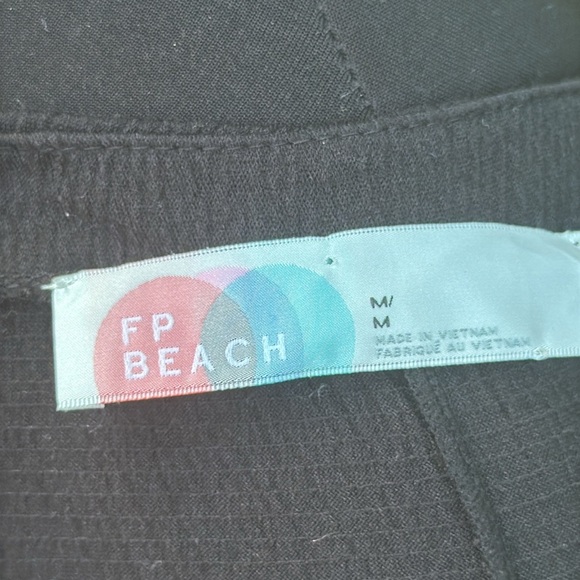 FP
BEACH
M/
M
MADE IN VIETNAM
FABRIQUÉ AU VIETNAM